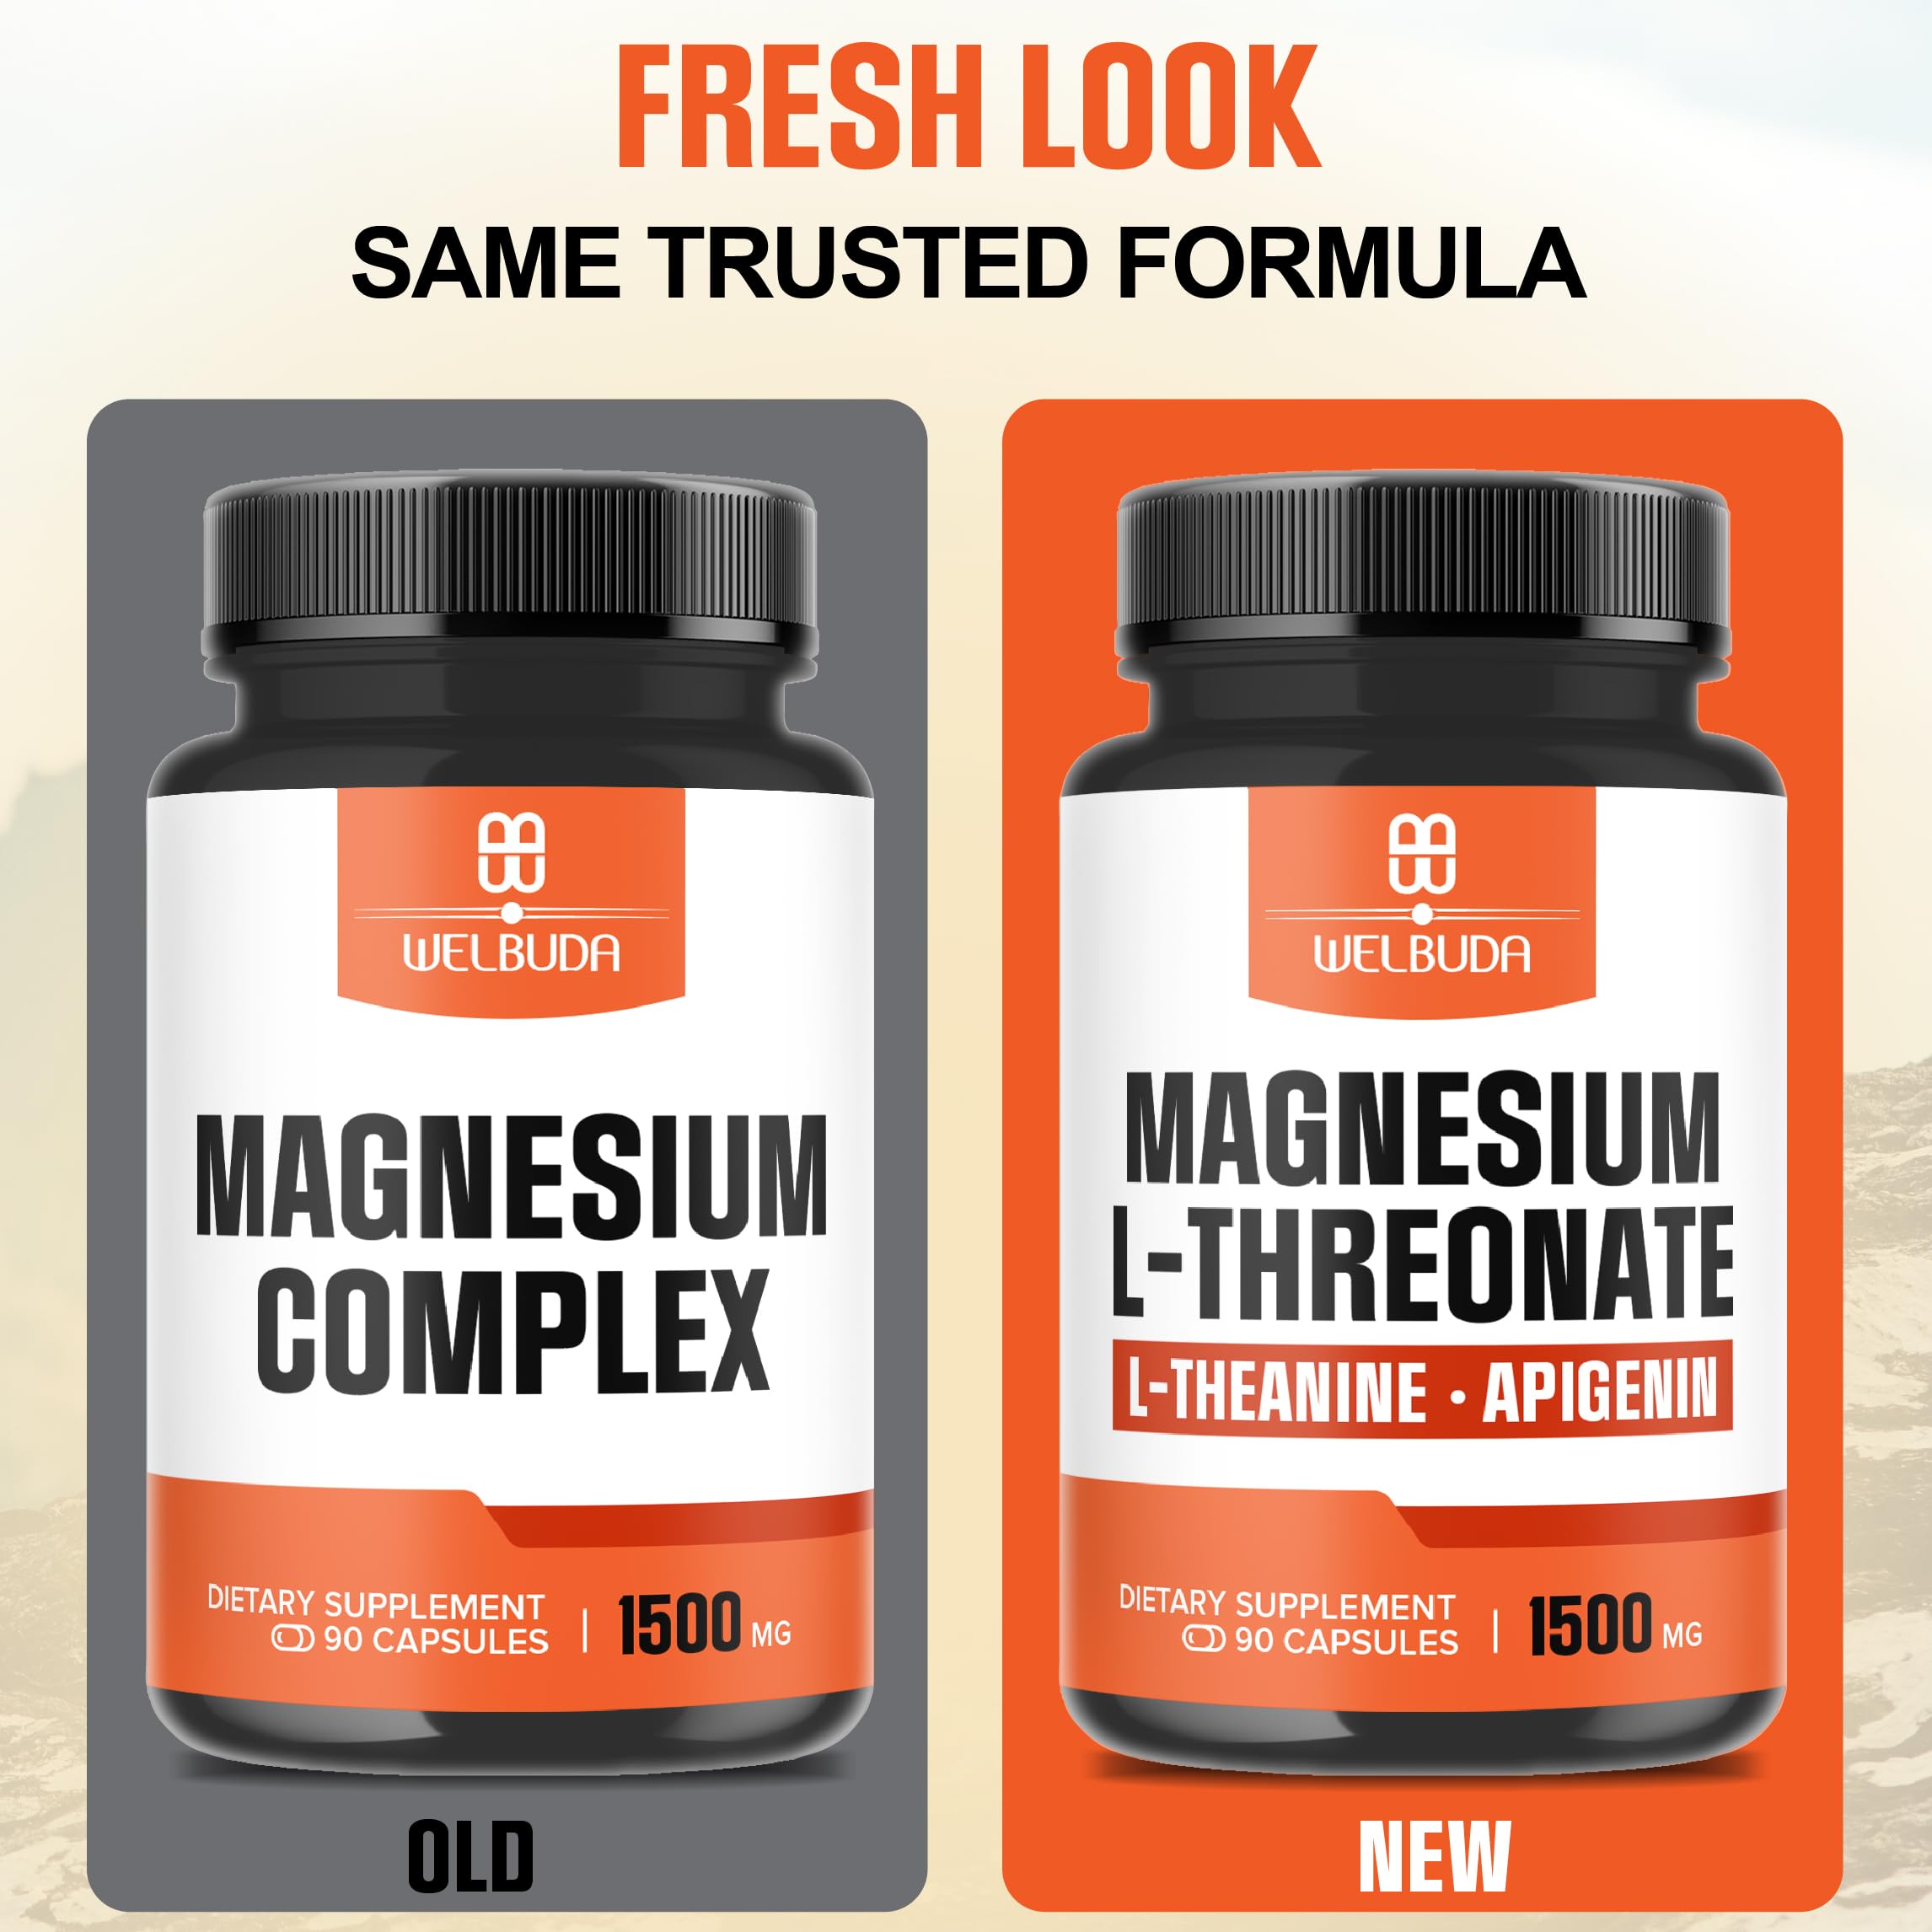 FRESH LOOK
SAME TRUSTED FORMULA
WELBUDA
MAGNESIUM
COMPLEX
DIETARY SUPPLEMENT
90 CAPSULES
1500 MG
OLD
WELBUDA
MAGNESIUM
L-THREONATE
L-THEANINE • APIGENIN
DIETARY SUPPLEMENT
90 CAPSULES
1500 MG
NEW